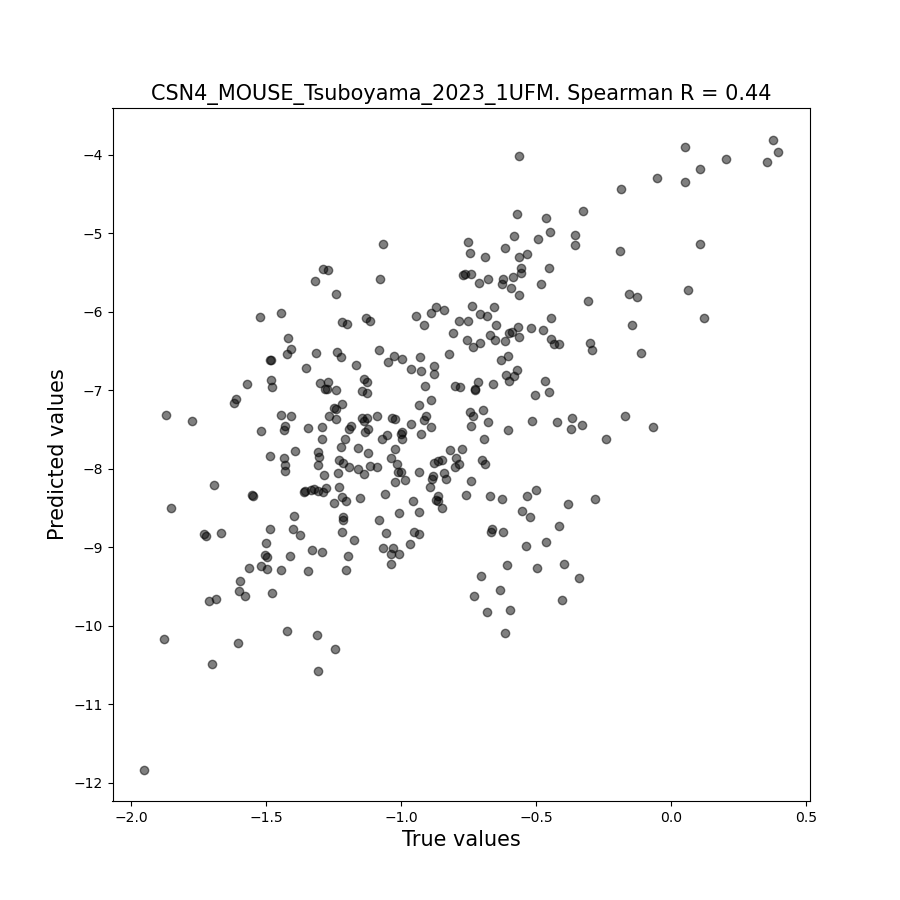 CSN4_MOUSE_Tsuboyama_2023_1UFM. Spearman R = 0.44
−4
−5
−6
−7
−8
−9
−10
−11
−12
Predicted values
−2.0 −1.5 −1.0 −0.5 0.0 0.5
True values